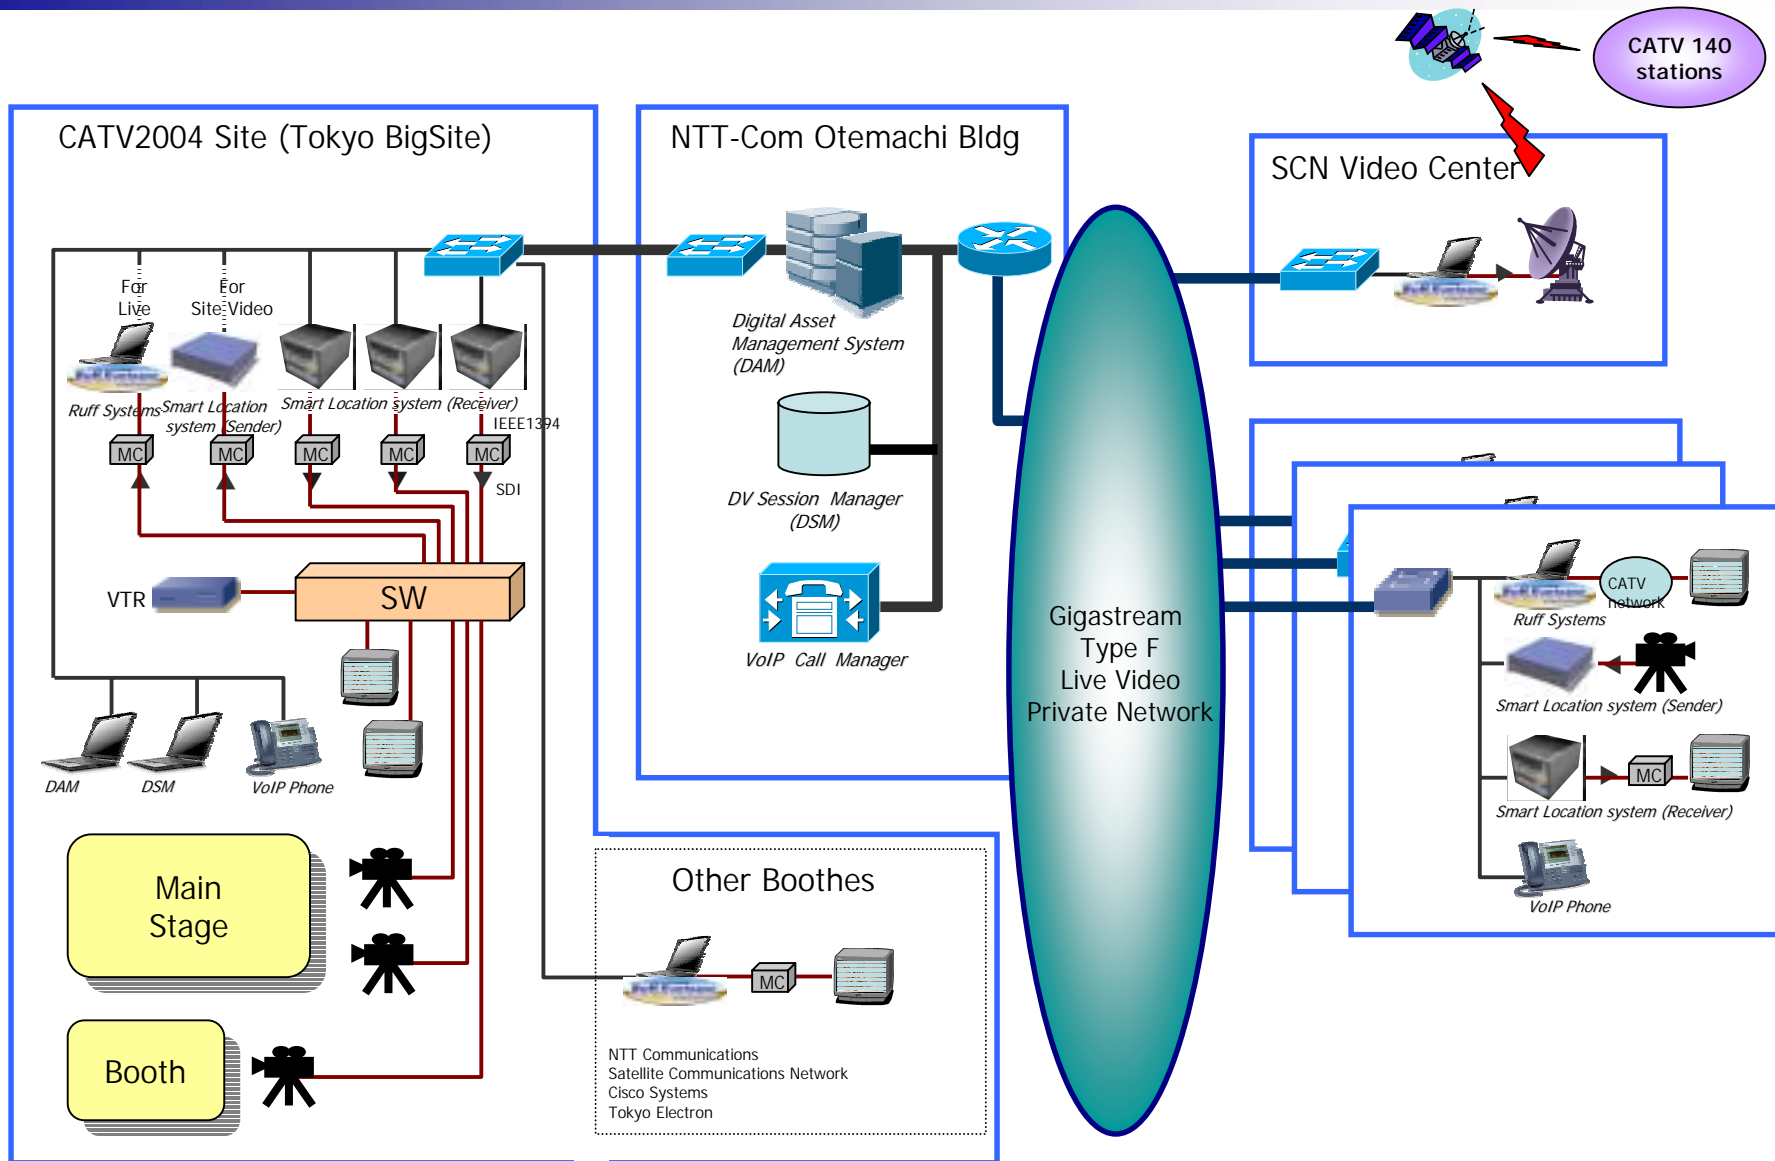 CATV 140
stations
CATV2004 Site (Tokyo BigSite)
NTT-Com Otemachi Bldg
SCN Video Center
For
Live
For
Site Video
Ruff Systems
Smart Location
system (Sender)
Smart Location system (Receiver)
IEEE1394
MC
MC
MC
MC
MC
SDI
VTR
SW
DAM
DSM
VoIP Phone
Main
Stage
Booth
Digital Asset
Management System
(DAM)
DV Session Manager
(DSM)
VoIP Call Manager
Other Boothes
MC
NTT Communications
Satellite Communications Network
Cisco Systems
Tokyo Electron
Gigastream
Type F
Live Video
Private Network
CATV
network
Ruff Systems
Smart Location system (Sender)
MC
Smart Location system (Receiver)
VoIP Phone